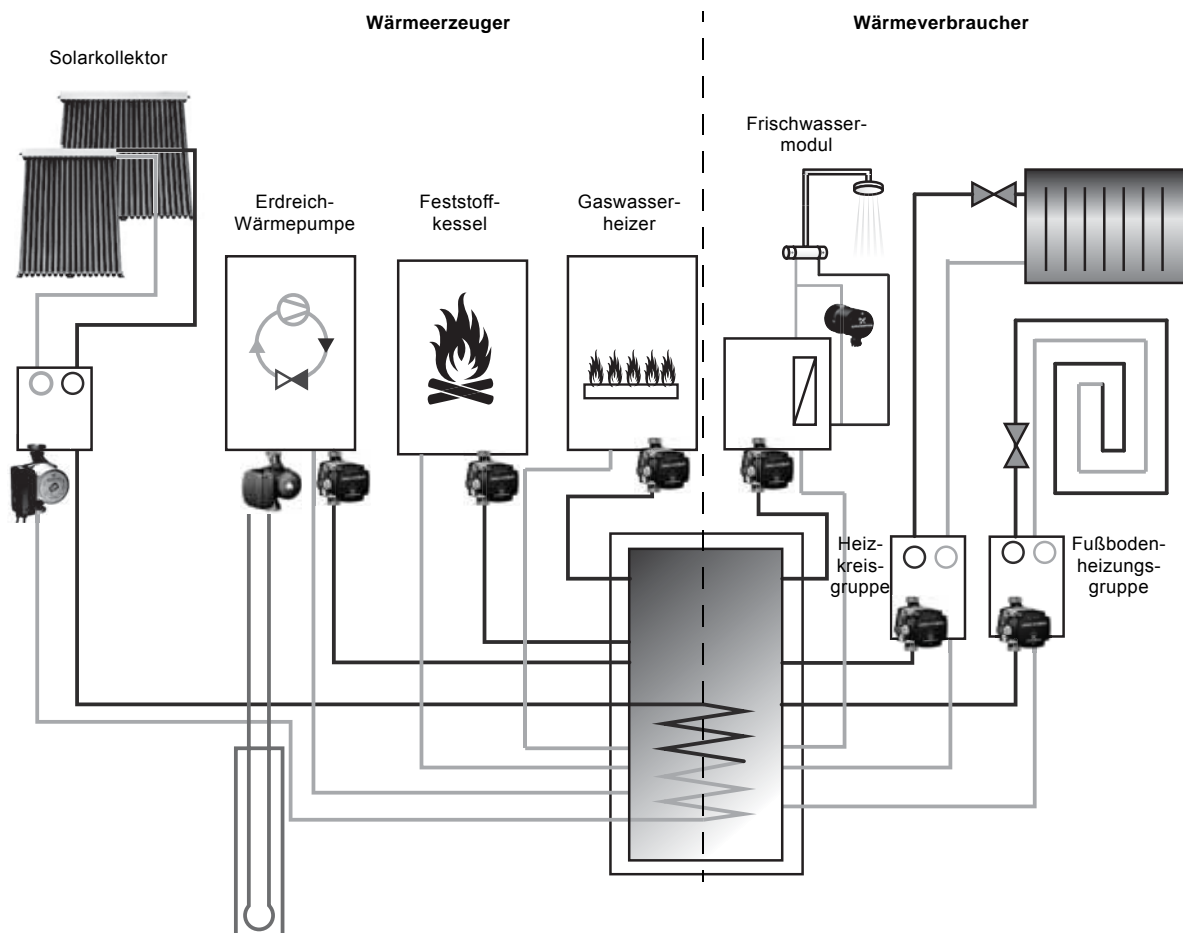 Wärmeerzeuger
Wärmeverbraucher
Solarkollektor
Frischwasser-
modul
Erdreich-
Wärmepumpe
Feststoff-
kessel
Gaswasser-
heizer
Heiz-
kreis-
gruppe
Fußboden-
heizungs-
gruppe